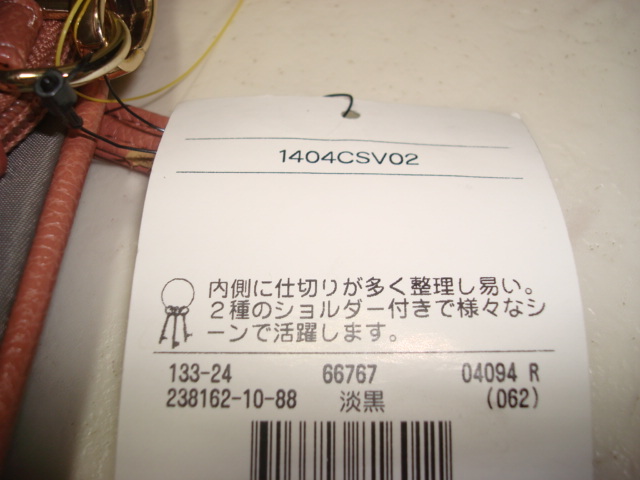 1404CSV02
内側に仕切りが多く整理し易い。
２種のショルダー付きで様々なシ
ーンで活躍します。
133-24 66767 04094 R
238162-10-88 淡黒 (062)